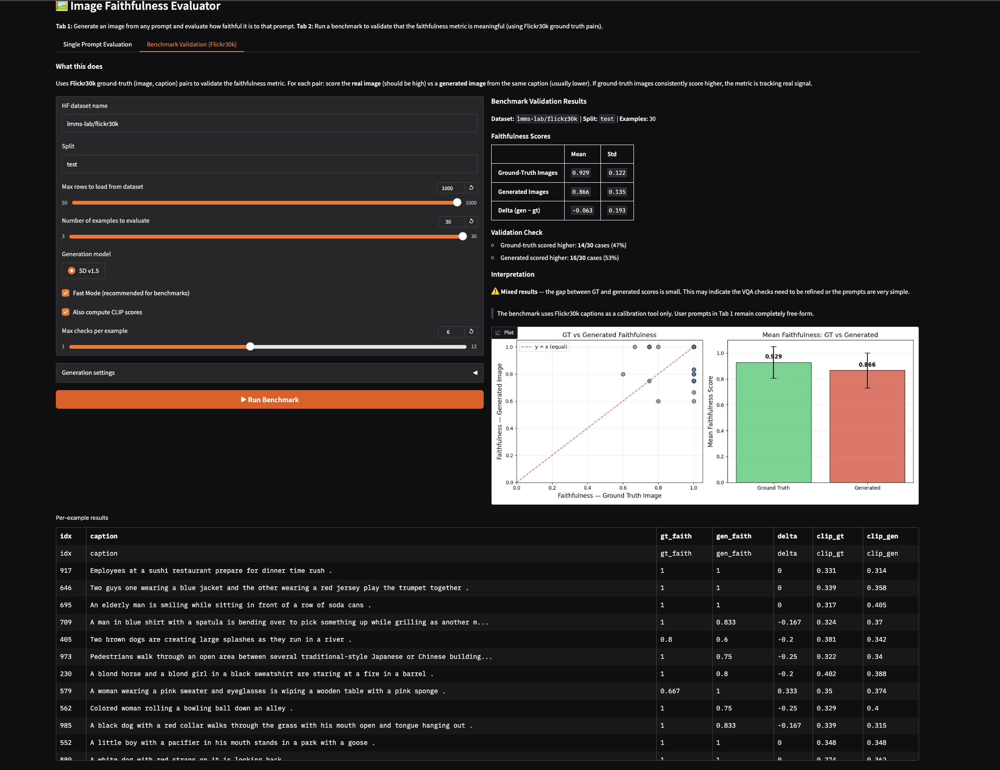 🖼️ Image Faithfulness Evaluator
Tab 1: Generate an image from any prompt and evaluate how faithful it is to that prompt. Tab 2: Run a benchmark to validate that the faithfulness metric is meaningful (using Flickr30k ground truth pairs).
Single Prompt Evaluation Benchmark Validation (Flickr30k)
What this does
Uses Flickr30k ground-truth (image, caption) pairs to validate the faithfulness metric. For each pair: score the real image (should be high) vs a generated image from the same caption (usually lower). If ground-truth images consistently score higher, the metric is tracking real signal.
HF dataset name
lmms-lab/flickr30k
Split
test
Max rows to load from dataset
1000
50 1000
Number of examples to evaluate
30
3 30
Generation model
SD v1.5
Fast Mode (recommended for benchmarks)
Also compute CLIP scores
Max checks per example
6
1 12
Generation settings
Run Benchmark
Benchmark Validation Results
Dataset: lmms-lab/flickr30k | Split: test | Examples: 30
Faithfulness Scores
Mean Std
Ground-Truth Images 0.929 0.122
Generated Images 0.866 0.135
Delta (gen − gt) -0.063 0.193
Validation Check
Ground-truth scored higher: 14/30 cases (47%)
Generated scored higher: 16/30 cases (53%)
Interpretation
⚠️ Mixed results — the gap between GT and generated scores is small. This may indicate the VQA checks need to be refined or the prompts are very simple.
The benchmark uses Flickr30k captions as a calibration tool only. User prompts in Tab 1 remain completely free-form.
Plot
GT vs Generated Faithfulness
y = x (equal)
Faithfulness — Generated Image
1.0
0.8
0.6
0.4
0.2
0.0
0.0 0.2 0.4 0.6 0.8 1.0
Faithfulness — Ground Truth Image
Mean Faithfulness: GT vs Generated
Mean Faithfulness Score
1.0
0.8
0.6
0.4
0.2
0.0
0.929
0.866
Ground Truth Generated
Per-example results
idx caption gt_faith gen_faith delta clip_gt clip_gen
idx caption gt_faith gen_faith delta clip_gt clip_gen
917 Employees at a sushi restaurant prepare for dinner time rush . 1 1 0 0.331 0.314
646 Two guys one wearing a blue jacket and the other wearing a red jersey play the trumpet together . 1 1 0 0.339 0.358
695 An elderly man is smiling while sitting in front of a row of soda cans . 1 1 0 0.317 0.405
709 A man in blue shirt with a spatula is bending over to pick something up while grilling as another m... 1 0.833 -0.167 0.324 0.37
405 Two brown dogs are creating large splashes as they run in a river . 0.8 0.6 -0.2 0.381 0.342
973 Pedestrians walk through an open area between several traditional-style Japanese or Chinese building... 1 0.75 -0.25 0.322 0.34
230 A blond horse and a blond girl in a black sweatshirt are staring at a fire in a barrel . 1 0.8 -0.2 0.402 0.388
579 A woman wearing a pink sweater and eyeglasses is wiping a wooden table with a pink sponge . 0.667 1 0.333 0.35 0.374
562 Colored woman rolling a bowling ball down an alley . 1 0.75 -0.25 0.329 0.4
985 A black dog with a red collar walks through the grass with his mouth open and tongue hanging out . 1 0.833 -0.167 0.339 0.315
552 A little boy with a pacifier in his mouth stands in a park with a goose . 1 1 0 0.348 0.348
880 A white dog with red straps on it is looking back 1 1 0 0.274 0.362